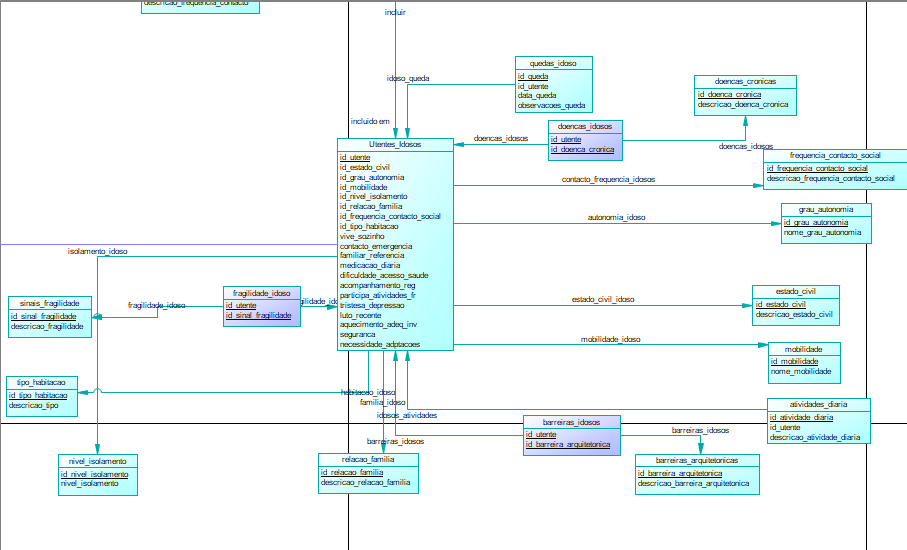 descricao_frequencia_contacto
incluir
idoso_queda
quedas_idoso
id_queda
id_utente
data_queda
observacoes_queda
doencas_cronicas
id_doenca_cronica
descricao_doenca_cronica
incluido em
doencas_idosos
doencas_idosos
id_utente
id_doenca_cronica
doencas_idosos
Utentes_Idosos
id_utente
id_estado_civil
id_grau_autonomia
id_mobilidade
id_nivel_isolamento
id_relacao_familia
id_frequencia_contacto_social
id_tipo_habitacao
vive_sozinho
contacto_emergencia
familiar_referencia
medicacao_diaria
dificuldade_acesso_saude
acompanhamento_reg
participa_atividades_fr
tristesa_depressao
luto_recente
aquecimento_adeq_inv
seguranca
necessidade_adptacoes
frequencia_contacto_social
id_frequencia_contacto_social
descricao_frequencia_contacto_social
contacto_frequencia_idosos
grau_autonomia
id_grau_autonomia
nome_grau_autonomia
autonomia_idoso
isolamento_idoso
fragilidade_idoso
id_utente
id_sinal_fragilidade
fragilidade_idoso
sinais_fragilidade
id_sinal_fragilidade
descricao_fragilidade
estado_civil_idoso
estado_civil
id_estado_civil
descricao_estado_civil
mobilidade_idoso
mobilidade
id_mobilidade
nome_mobilidade
tipo_habitacao
id_tipo_habitacao
descricao_tipo
habitacao_idoso
familia_idoso
idosos_atividades
atividades_diaria
id_atividade_diaria
id_utente
descricao_atividade_diaria
barreiras_idosos
barreiras_idosos
id_utente
id_barreira_arquitetonica
barreiras_idosos
nivel_isolamento
id_nivel_isolamento
nivel_isolamento
relacao_familia
id_relacao_familia
descricao_relacao_familia
barreiras_arquitetonicas
id_barreira_arquitetonica
descricao_barreira_arquitetonica